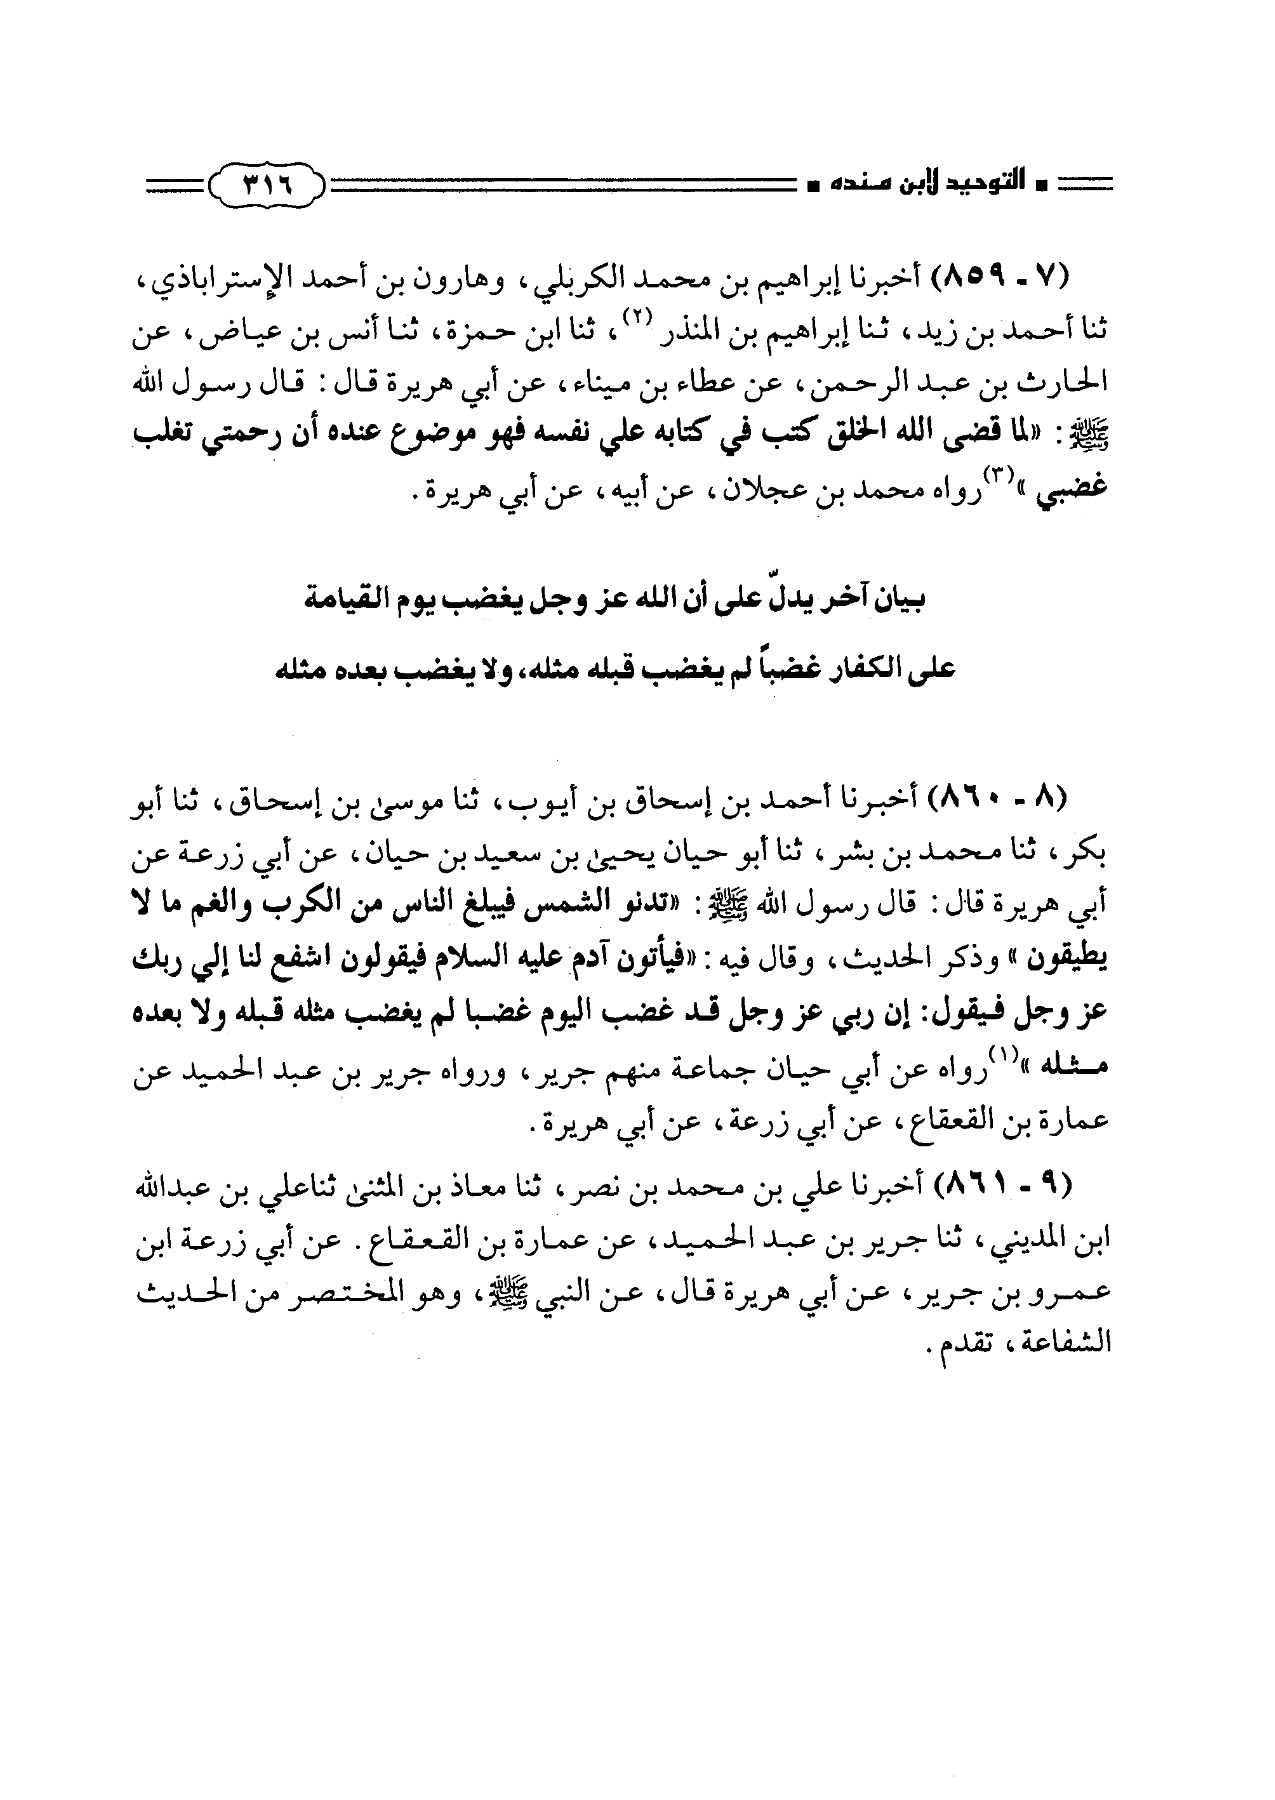 ▪ التوحيد لابن منده ▪ ٣١٦
(٧ ـ ٨٥٩) أخبرنا إبراهيم بن محمد الكربلي، وهارون بن أحمد الإستراباذي،
ثنا أحمد بن زيد، ثنا إبراهيم بن المنذر (٢)، ثنا ابن حمزة، ثنا أنس بن عياض، عن
الحارث بن عبد الرحمن، عن عطاء بن ميناء، عن أبي هريرة قال: قال رسول الله
ﷺ: «لما قضى الله الخلق كتب في كتابه علي نفسه فهو موضوع عنده أن رحمتي تغلب
غضبي»(٣) رواه محمد بن عجلان، عن أبيه، عن أبي هريرة.
بيان آخر يدلّ على أن الله عز وجل يغضب يوم القيامة
على الكفار غضباً لم يغضب قبله مثله، ولا يغضب بعده مثله
(٨ ـ ٨٦٠) أخبرنا أحمد بن إسحاق بن أيوب، ثنا موسىٰ بن إسحاق، ثنا أبو
بكر، ثنا محمد بن بشر، ثنا أبو حيان يحيىٰ بن سعيد بن حيان، عن أبي زرعة عن
أبي هريرة قال: قال رسول الله ﷺ: «تدنو الشمس فيبلغ الناس من الكرب والغم ما لا
يطيقون» وذكر الحديث، وقال فيه: «فيأتون آدم عليه السلام فيقولون اشفع لنا إلي ربك
عز وجل فيقول: إن ربي عز وجل قد غضب اليوم غضبا لم يغضب مثله قبله ولا بعده
مثله»(١) رواه عن أبي حيان جماعة منهم جرير، ورواه جرير بن عبد الحميد عن
عمارة بن القعقاع، عن أبي زرعة، عن أبي هريرة.
(٩ ـ ٨٦١) أخبرنا علي بن محمد بن نصر، ثنا معاذ بن المثنىٰ ثناعلي بن عبدالله
ابن المديني، ثنا جرير بن عبد الحميد، عن عمارة بن القعقاع. عن أبي زرعة ابن
عمرو بن جرير، عن أبي هريرة قال، عن النبي ﷺ، وهو المختصر من الحديث
الشفاعة، تقدم.